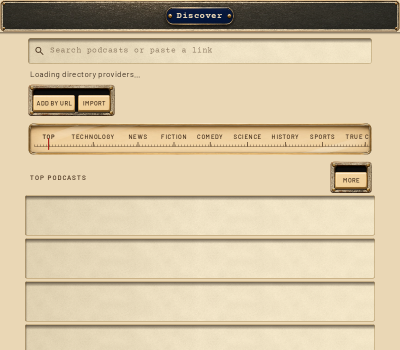 Discover
Search podcasts or paste a link
Loading directory providers...
ADD BY URL IMPORT
TOP TECHNOLOGY NEWS FICTION COMEDY SCIENCE HISTORY SPORTS TRUE C
TOP PODCASTS
MORE